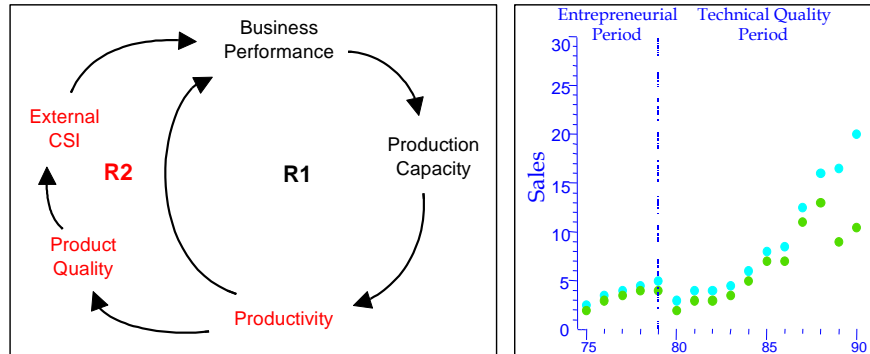 Business
Performance
External
CSI
Production
Capacity
R2
R1
Product
Quality
Productivity
Entrepreneurial
Period
Technical Quality
Period
30
25
20
15
10
5
0
Sales
75
80
85
90